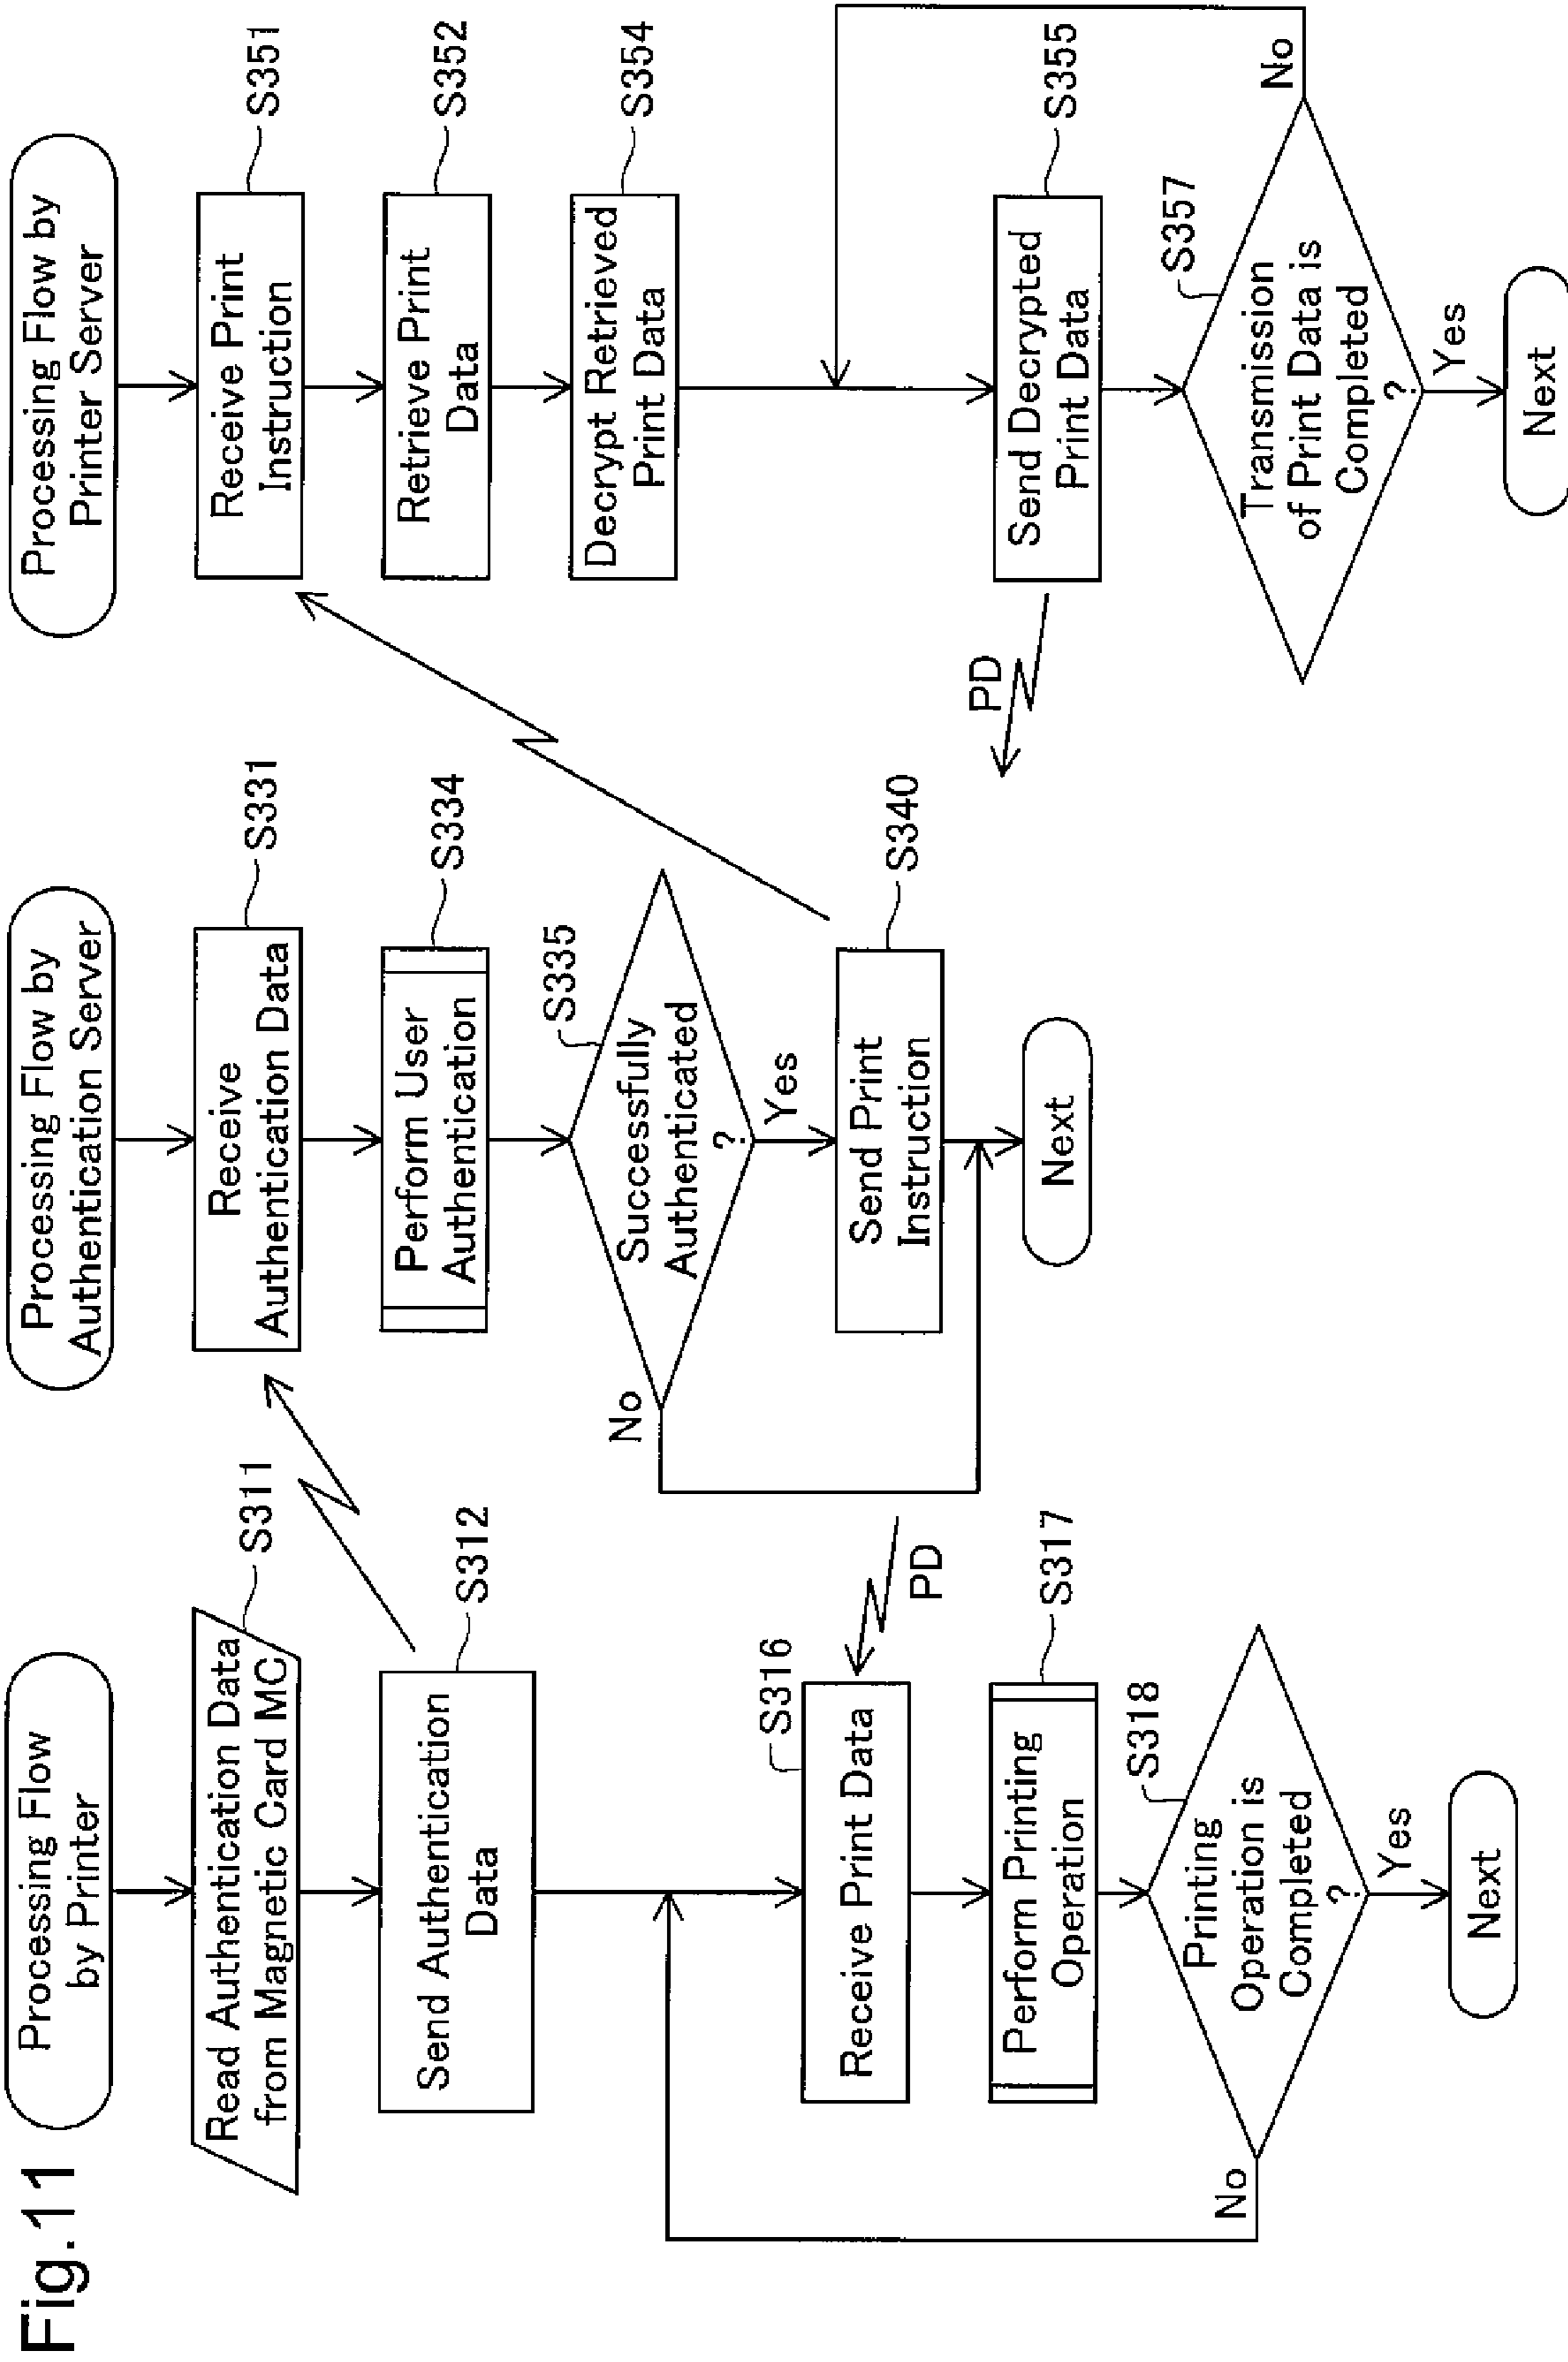 Fig.11
Processing Flow
by Printer
Read Authentication Data
from Magnetic Card MC
S311
Send Authentication
Data
S312
Receive Print Data
S316
PD
Perform Printing
Operation
S317
Printing
Operation is
Completed
?
S318
No
Yes
Next
Processing Flow by
Authentication Server
Receive
Authentication Data
S331
Perform User
Authentication
S334
Successfully
Authenticated
?
S335
No
Yes
Send Print
Instruction
S340
Next
Processing Flow by
Printer Server
Receive Print
Instruction
S351
Retrieve Print
Data
S352
Decrypt Retrieved
Print Data
S354
Send Decrypted
Print Data
S355
PD
Transmission
of Print Data is
Completed
?
S357
No
Yes
Next